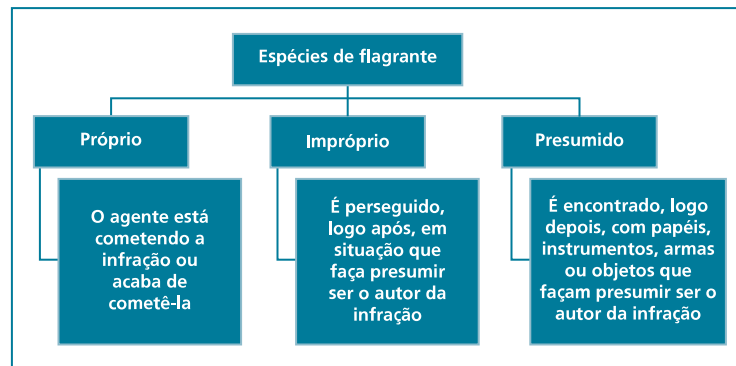 Espécies de flagrante
Próprio
O agente está
cometendo a
infração ou
acaba de
cometê-la
Impróprio
É perseguido,
logo após, em
situação que
faça presumir
ser o autor da
infração
Presumido
É encontrado, logo
depois, com papéis,
instrumentos, armas
ou objetos que
façam presumir ser o
autor da infração